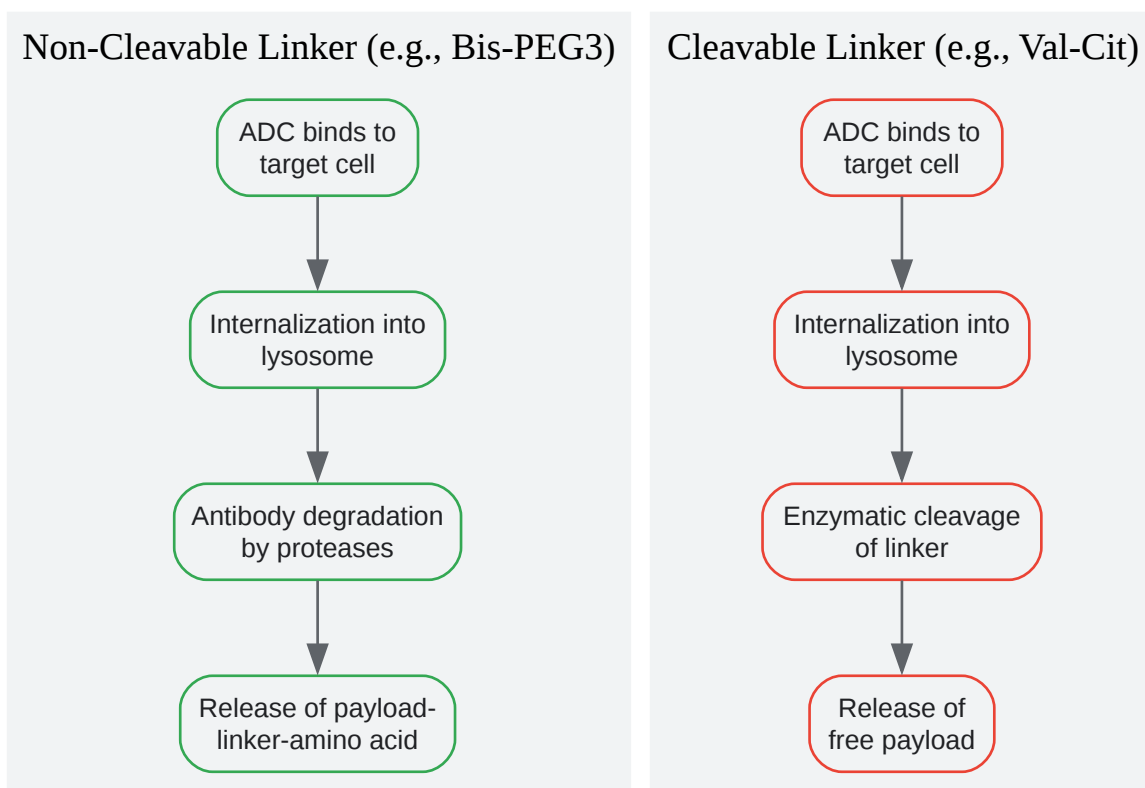 Non-Cleavable Linker (e.g., Bis-PEG3)
ADC binds to
target cell
Internalization into
lysosome
Antibody degradation
by proteases
Release of payload-
linker-amino acid
Cleavable Linker (e.g., Val-Cit)
ADC binds to
target cell
Internalization into
lysosome
Enzymatic cleavage
of linker
Release of
free payload